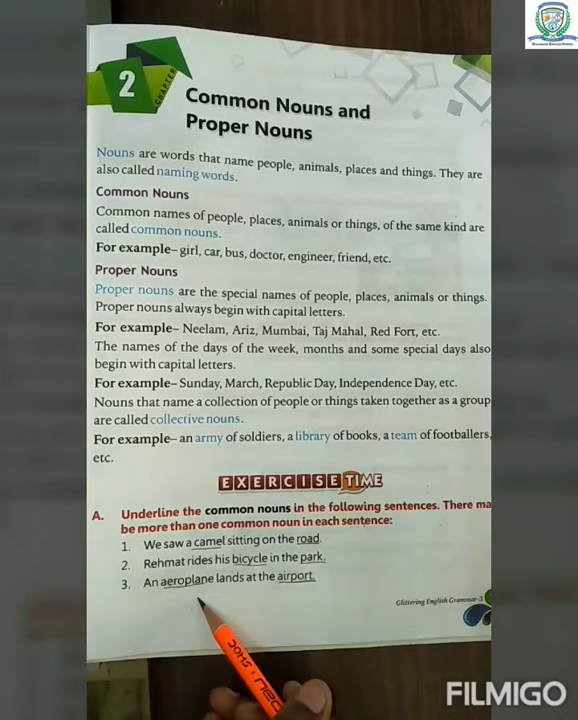 2
CHAPTER
Common Nouns and
Proper Nouns
Nouns are words that name people, animals, places and things. They are
also called naming words.
Common Nouns
Common names of people, places, animals or things, of the same kind are
called common nouns.
For example– girl, car, bus, doctor, engineer, friend, etc.
Proper Nouns
Proper nouns are the special names of people, places, animals or things.
Proper nouns always begin with capital letters.
For example– Neelam, Ariz, Mumbai, Taj Mahal, Red Fort, etc.
The names of the days of the week, months and some special days also
begin with capital letters.
For example– Sunday, March, Republic Day, Independence Day, etc.
Nouns that name a collection of people or things taken together as a group
are called collective nouns.
For example– an army of soldiers, a library of books, a team of footballers,
etc.
EXERCISE TIME
A. Underline the common nouns in the following sentences. There ma
be more than one common noun in each sentence:
1. We saw a camel sitting on the road.
2. Rehmat rides his bicycle in the park.
3. An aeroplane lands at the airport.
Glittering English Grammar-3
FILMIGO